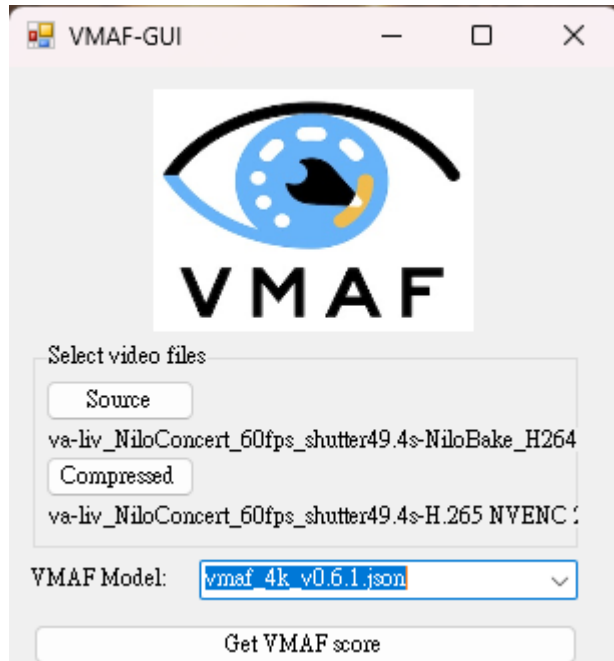 VMAF-GUI
VMAF
Select video files
Source
va-liv_NiloConcert_60fps_shutter49.4s-NiloBake_H264
Compressed
va-liv_NiloConcert_60fps_shutter49.4s-H.265 NVENC
VMAF Model: vmaf_4k_v0.6.1.json
Get VMAF score